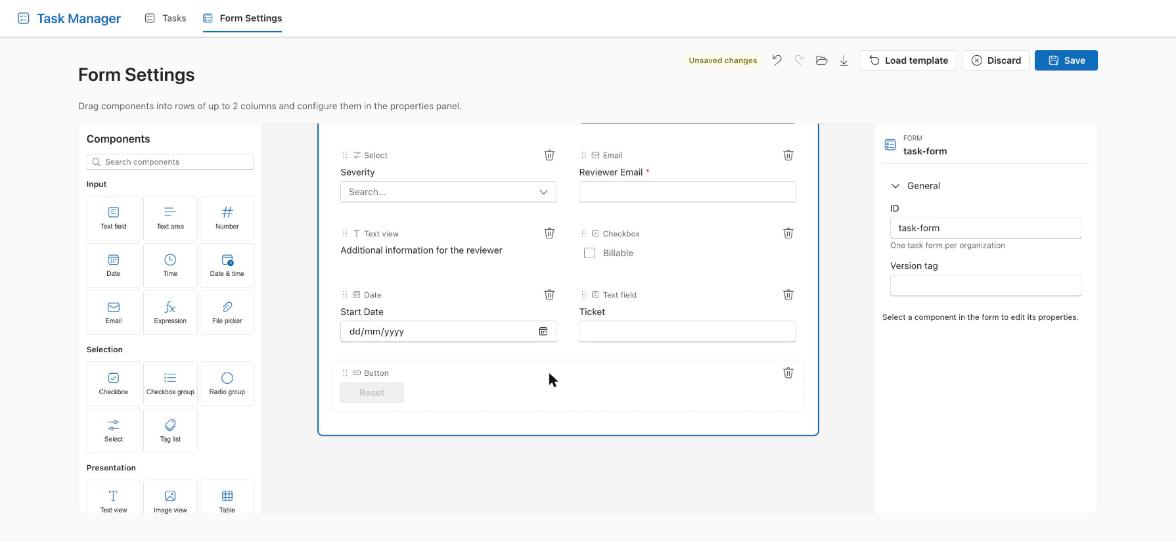 Task Manager
Tasks
Form Settings
Form Settings
Unsaved changes
Load template
Discard
Save
Drag components into rows of up to 2 columns and configure them in the properties panel.
Components
Search components
Input
Text field
Text area
Number
Date
Time
Date & time
Email
Expression
File picker
Selection
Checkbox
Checkbox group
Radio group
Select
Tag list
Presentation
Text view
Image view
Table
Select
Severity
Search...
Email
Reviewer Email *
Text view
Additional information for the reviewer
Checkbox
Billable
Date
Start Date
dd/mm/yyyy
Text field
Ticket
Button
Reset
FORM
task-form
General
ID
task-form
One task form per organization
Version tag
Select a component in the form to edit its properties.